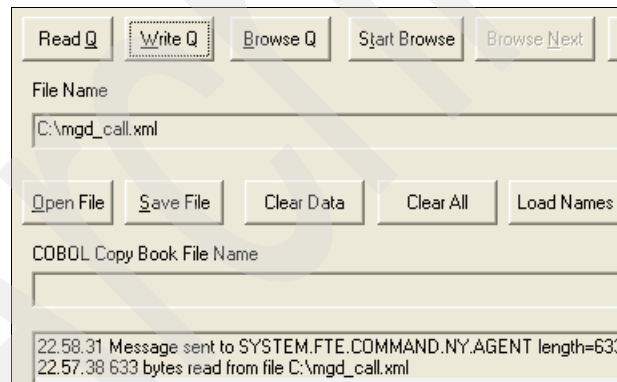 Read Q Write Q Browse Q Start Browse Browse Next
File Name
C:\mgd_call.xml
Open File Save File Clear Data Clear All Load Names
COBOL Copy Book File Name
22.58.31 Message sent to SYSTEM.FTE.COMMAND.NY.AGENT length=633
22.57.38 633 bytes read from file C:\mgd_call.xml